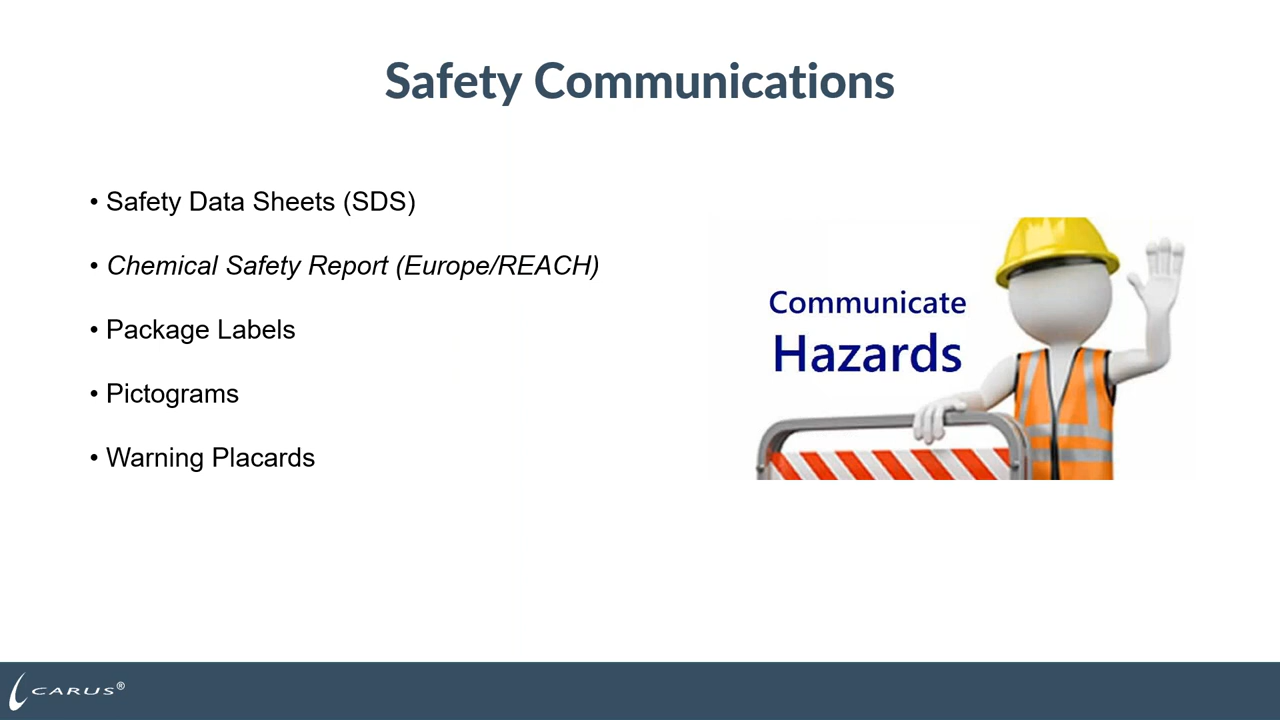 Safety Communications
• Safety Data Sheets (SDS)
• Chemical Safety Report (Europe/REACH)
• Package Labels
• Pictograms
• Warning Placards
Communicate
Hazards
CARUS®